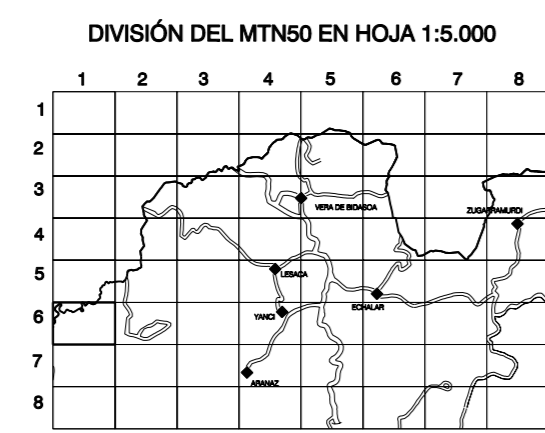 DIVISIÓN DEL MTN50 EN HOJA 1:5.000
1 2 3 4 5 6 7 8
1
2
3
VERA DE BIDASOA
ZUGARRAMURDI
4
5
LESACA
ECHALAR
6
YANCI
7
ARANAZ
8